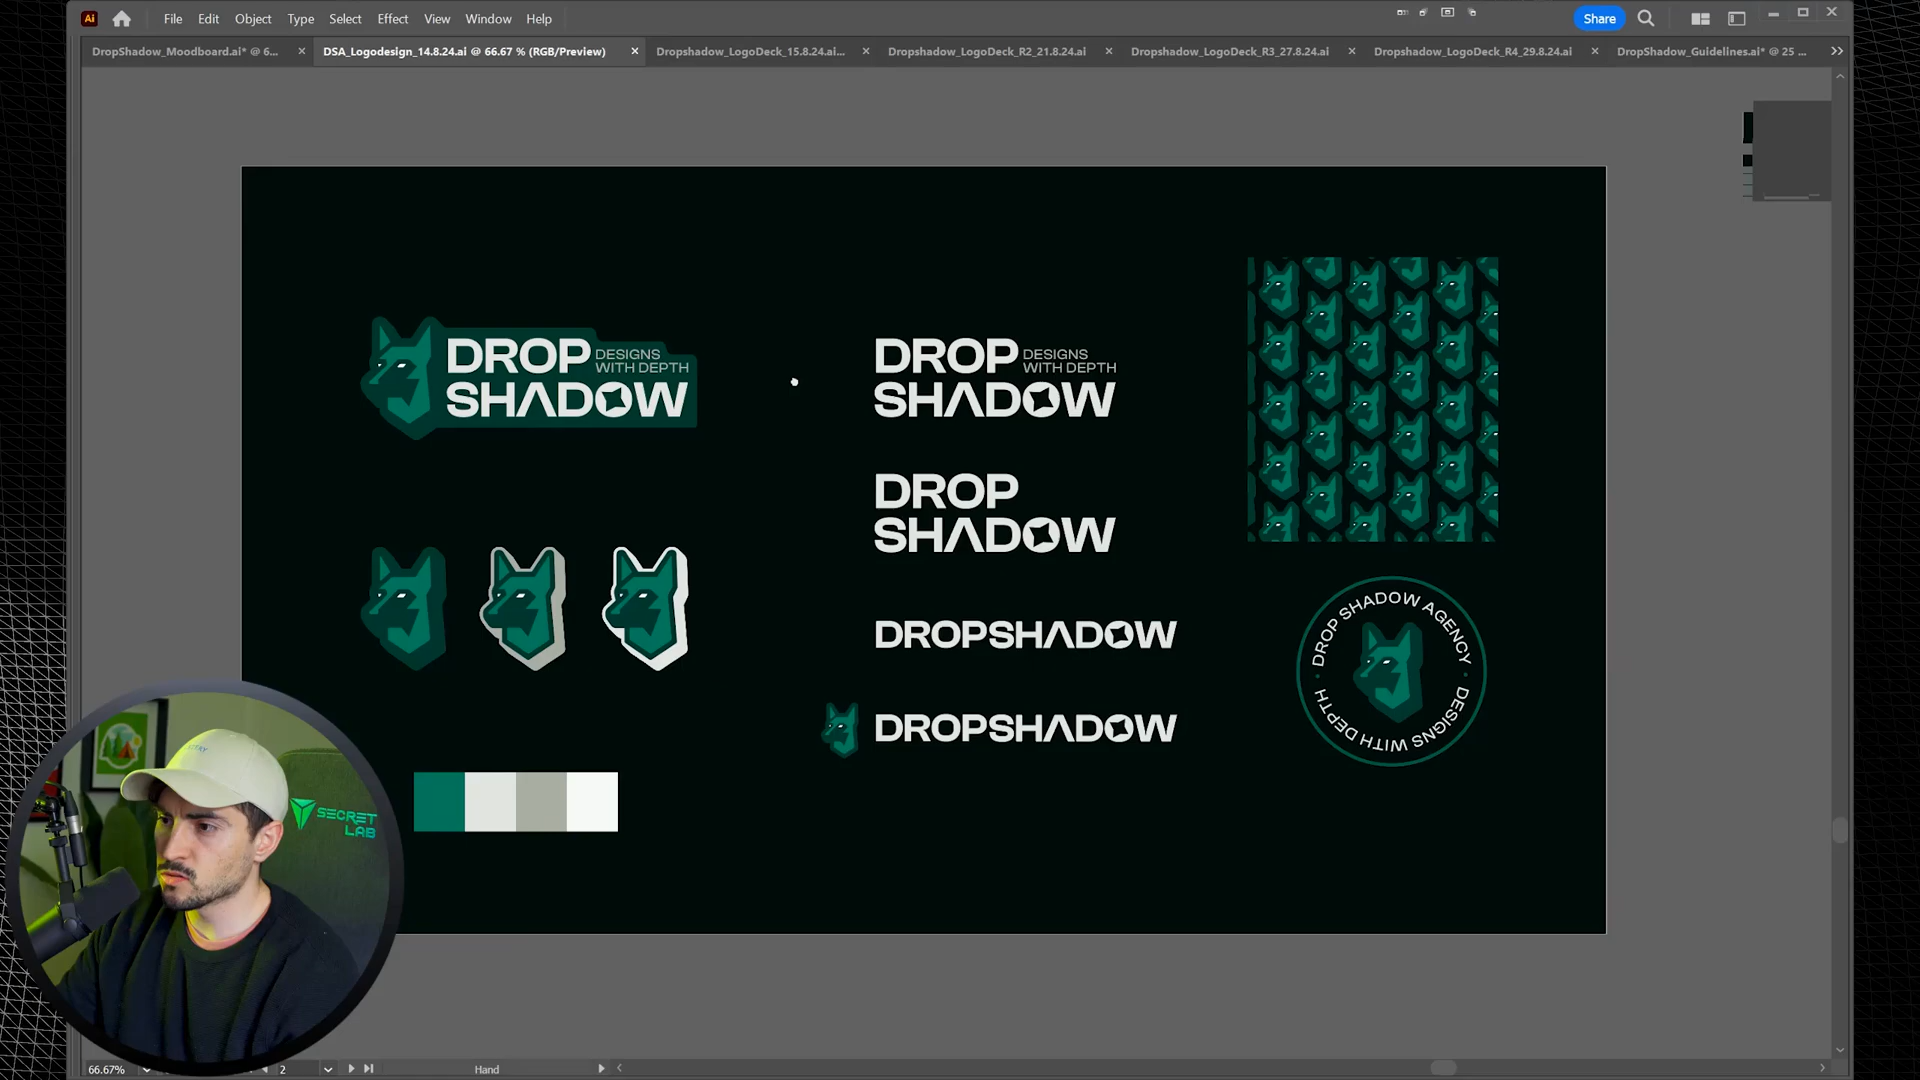 Ai File Edit Object Type Select Effect View Window Help Share
DropShadow_Moodboard.ai* @ 6... DSA_Logodesign_14.8.24.ai @ 66.67 % (RGB/Preview) Dropshadow_LogoDeck_15.8.24.ai... Dropshadow_LogoDeck_R2_21.8.24.ai Dropshadow_LogoDeck_R3_27.8.24.ai Dropshadow_LogoDeck_R4_29.8.24.ai DropShadow_Guidelines.ai* @ 25 ...
DROP
DESIGNS
WITH DEPTH
SHADOW
DROP
DESIGNS
WITH DEPTH
SHADOW
DROP
SHADOW
DROPSHADOW
DROPSHADOW
DROP SHADOW AGENCY
DESIGNS WITH DEPTH
SECRET
LAB
66.67% 2 Hand